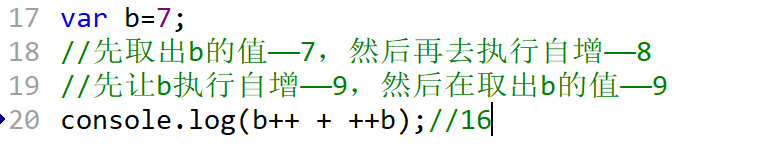 17 var b=7;
18 //先取出b的值——7，然后再去执行自增——8
19 //先让b执行自增——9，然后在取出b的值——9
20 console.log(b++ + ++b);//16